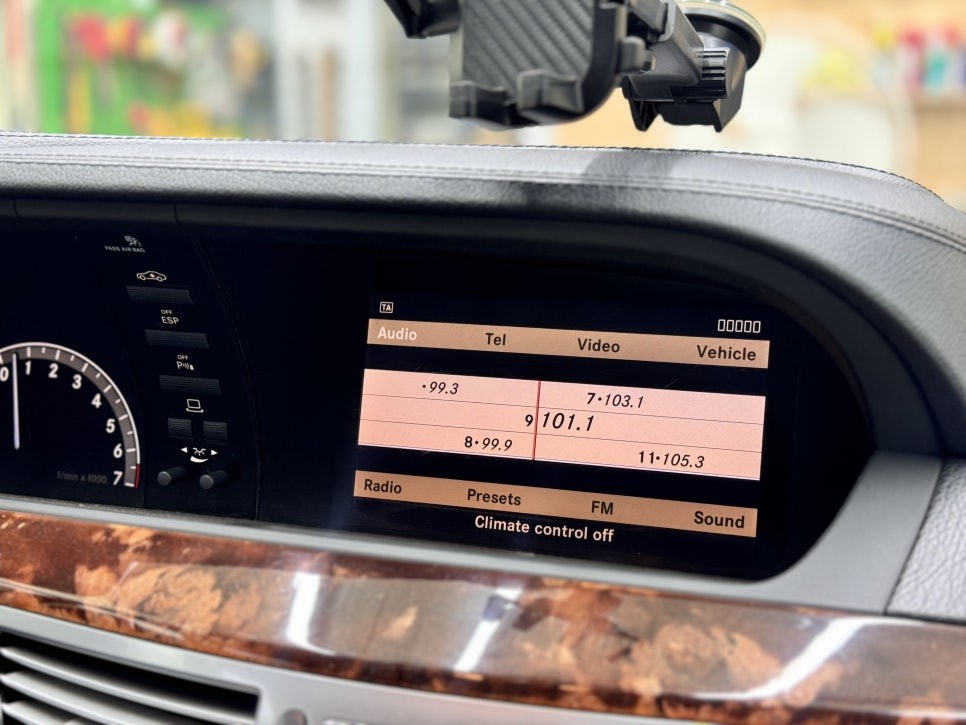 PASS AIR BAG
OFF
ESP
OFF
P
0 1 2 3 4 5 6 7
1/min x 1000
TA
Audio Tel Video Vehicle
·99.3 7·103.1
9 101.1
8·99.9 11·105.3
Radio Presets FM Sound
Climate control off